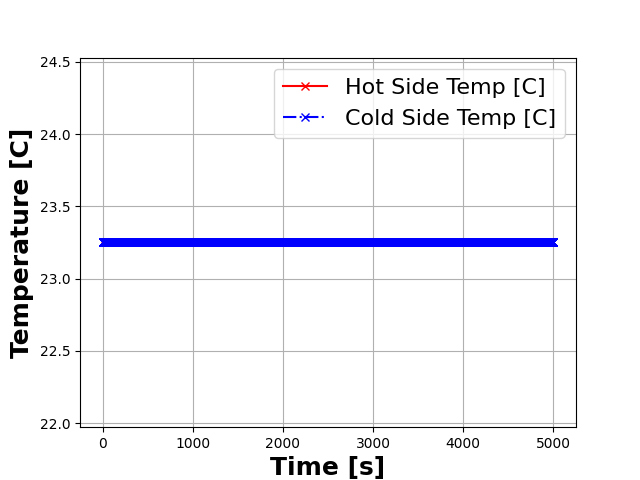 Hot Side Temp [C]
Cold Side Temp [C]
24.5
24.0
23.5
23.0
22.5
22.0
Temperature [C]
0 1000 2000 3000 4000 5000
Time [s]